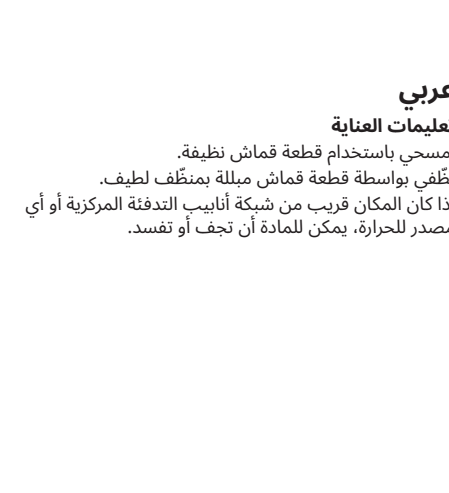 عربي
تعليمات العناية
امسحي باستخدام قطعة قماش نظيفة.
نظّفي بواسطة قطعة قماش مبللة بمنظّف لطيف.
إذا كان المكان قريب من شبكة أنابيب التدفئة المركزية أو أي
مصدر للحرارة، يمكن للمادة أن تجف أو تفسد.